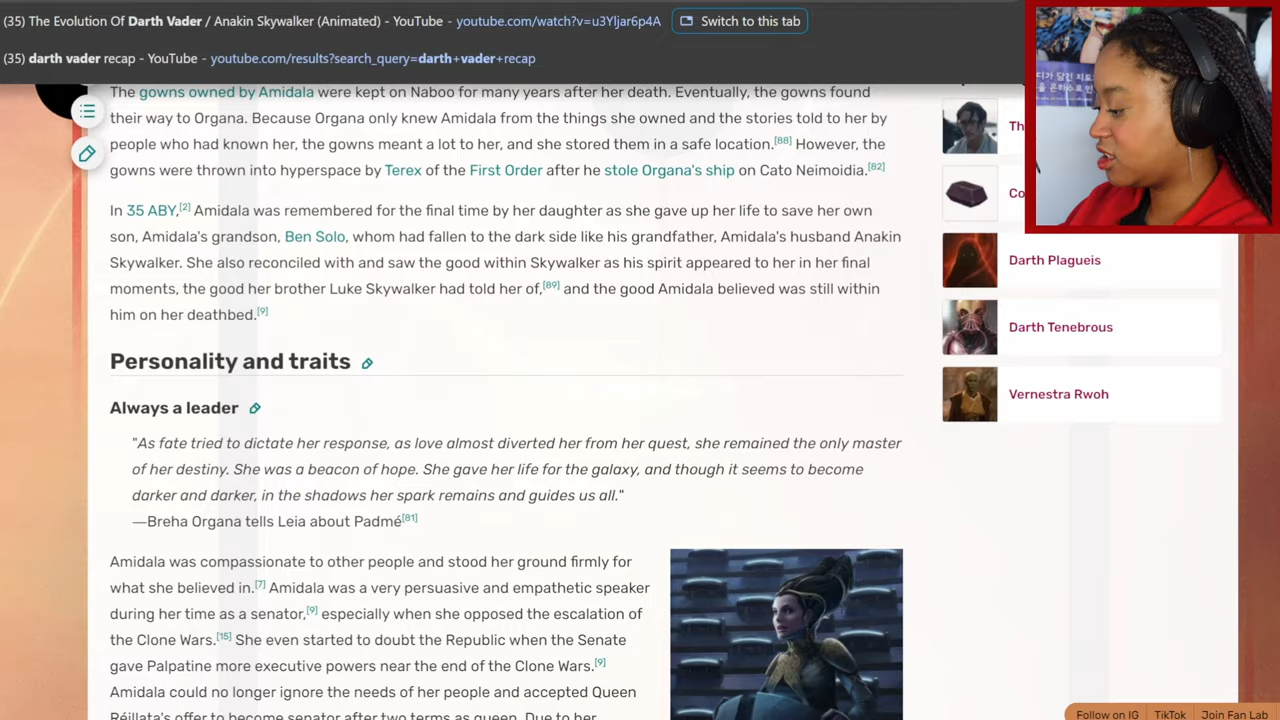 (35) The Evolution Of Darth Vader / Anakin Skywalker (Animated) - YouTube - youtube.com/watch?v=u3Yljar6p4A
Switch to this tab
(35) darth vader recap - YouTube - youtube.com/results?search_query=darth+vader+recap
The gowns owned by Amidala were kept on Naboo for many years after her death. Eventually, the gowns found
their way to Organa. Because Organa only knew Amidala from the things she owned and the stories told to her by
people who had known her, the gowns meant a lot to her, and she stored them in a safe location.[88] However, the
gowns were thrown into hyperspace by Terex of the First Order after he stole Organa's ship on Cato Neimoidia.[82]
In 35 ABY,[2] Amidala was remembered for the final time by her daughter as she gave up her life to save her own
son, Amidala's grandson, Ben Solo, whom had fallen to the dark side like his grandfather, Amidala's husband Anakin
Skywalker. She also reconciled with and saw the good within Skywalker as his spirit appeared to her in her final
moments, the good her brother Luke Skywalker had told her of,[89] and the good Amidala believed was still within
him on her deathbed.[9]
Personality and traits
Always a leader
"As fate tried to dictate her response, as love almost diverted her from her quest, she remained the only master
of her destiny. She was a beacon of hope. She gave her life for the galaxy, and though it seems to become
darker and darker, in the shadows her spark remains and guides us all."
—Breha Organa tells Leia about Padmé[81]
Amidala was compassionate to other people and stood her ground firmly for
what she believed in.[7] Amidala was a very persuasive and empathetic speaker
during her time as a senator,[9] especially when she opposed the escalation of
the Clone Wars.[15] She even started to doubt the Republic when the Senate
gave Palpatine more executive powers near the end of the Clone Wars.[9]
Amidala could no longer ignore the needs of her people and accepted Queen
Réillata's offer to become senator after two terms as queen. Due to her
Th
Co
Darth Plagueis
Darth Tenebrous
Vernestra Rwoh
Follow on IG
TikTok
Join Fan Lab